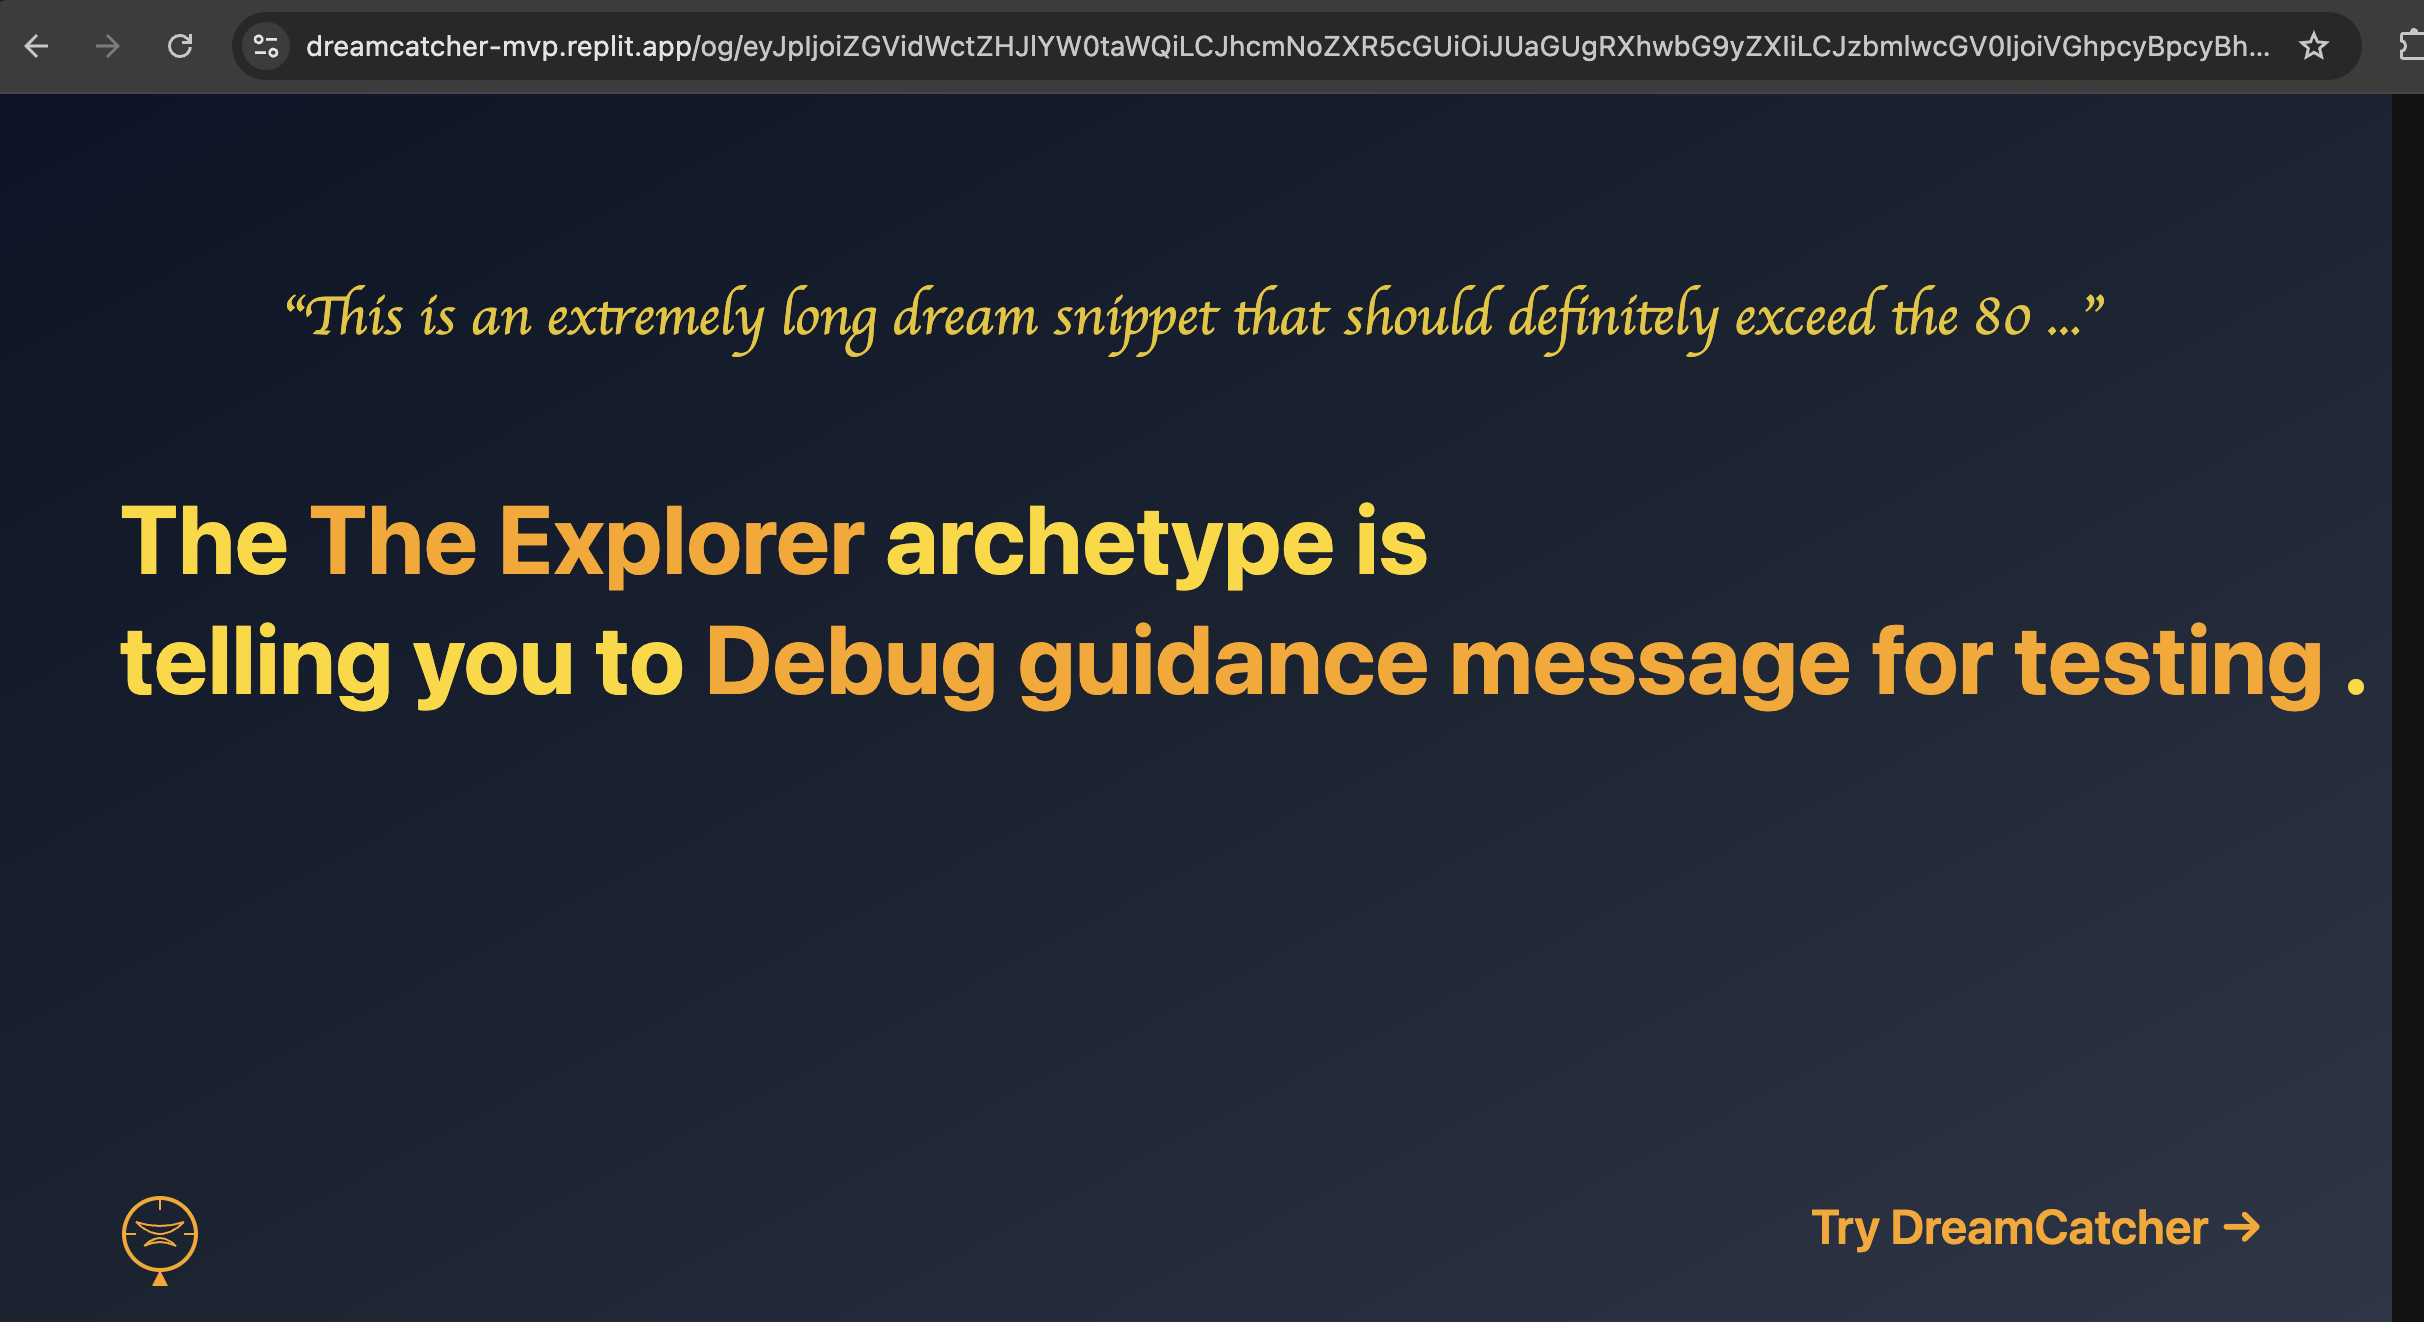 dreamcatcher-mvp.replit.app/og/eyJpIjoiZGVidWctZHJlYW0taWQiLCJhcmNoZXR5cGUiOiJUaGUgRXhwbG9yZXIiLCJzbmlwcGV0IjoiVGhpcyBpcyBh...
“This is an extremely long dream snippet that should definitely exceed the 80 ...”
The The Explorer archetype is
telling you to Debug guidance message for testing .
Try DreamCatcher →